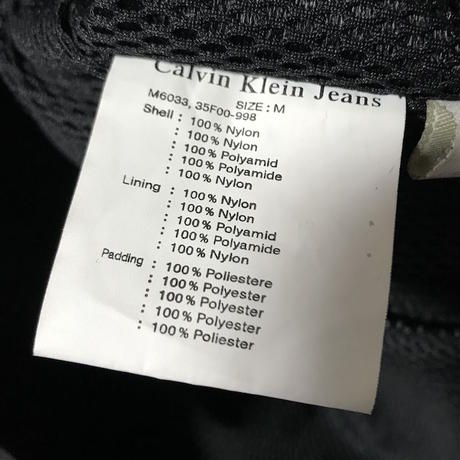 Calvin Klein Jeans
M6033, 35F00-998
SIZE : M
Shell : 100% Nylon
: 100% Nylon
: 100% Polyamid
: 100% Polyamide
: 100% Nylon
Lining : 100% Nylon
: 100% Nylon
: 100% Polyamid
: 100% Polyamide
: 100% Nylon
Padding : 100% Poliestere
: 100% Polyester
: 100% Polyester
: 100% Polyester
: 100% Poliester